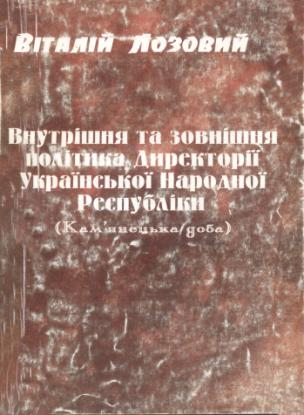 Віталій Лозовий
Внутрішня та зовнішня
політика Директорії
Української Народної
Республіки
(Кам'янецька доба)